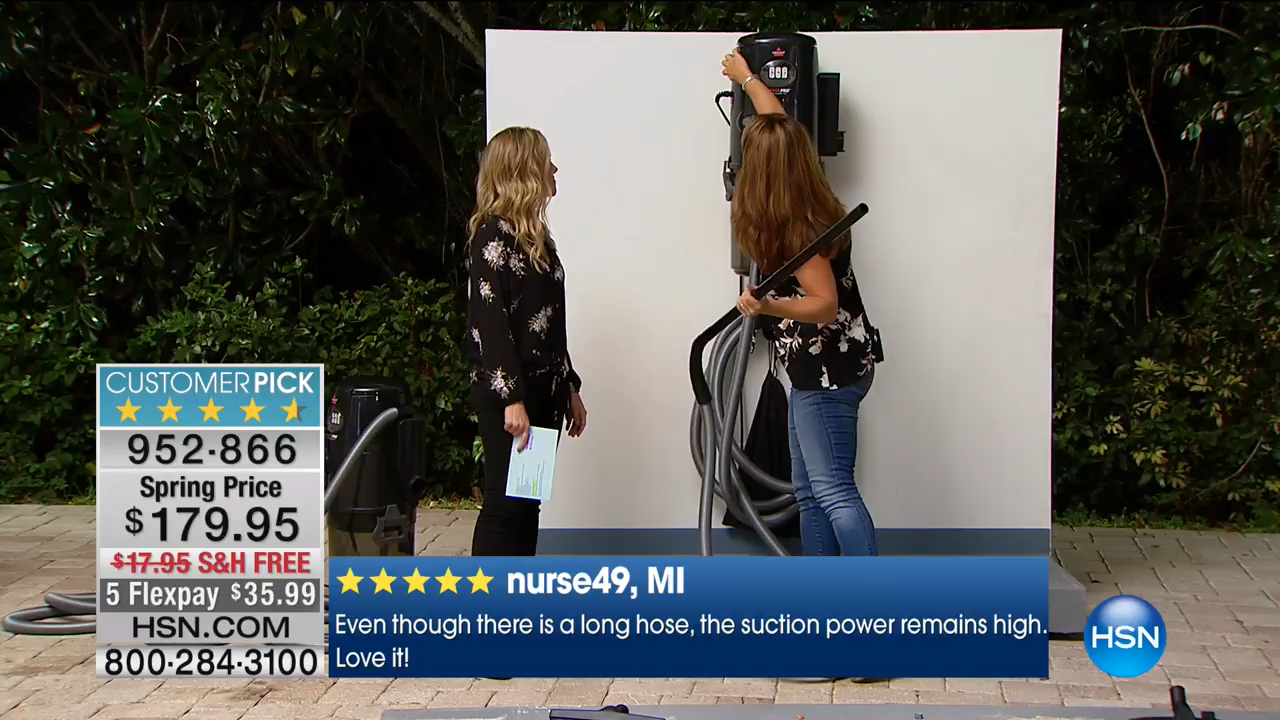 CUSTOMER PICK
952-866
Spring Price
$179.95
$17.95 S&H FREE
5 Flexpay $35.99
HSN.COM
800·284·3100
nurse49, MI
Even though there is a long hose, the suction power remains high.
Love it!
HSN